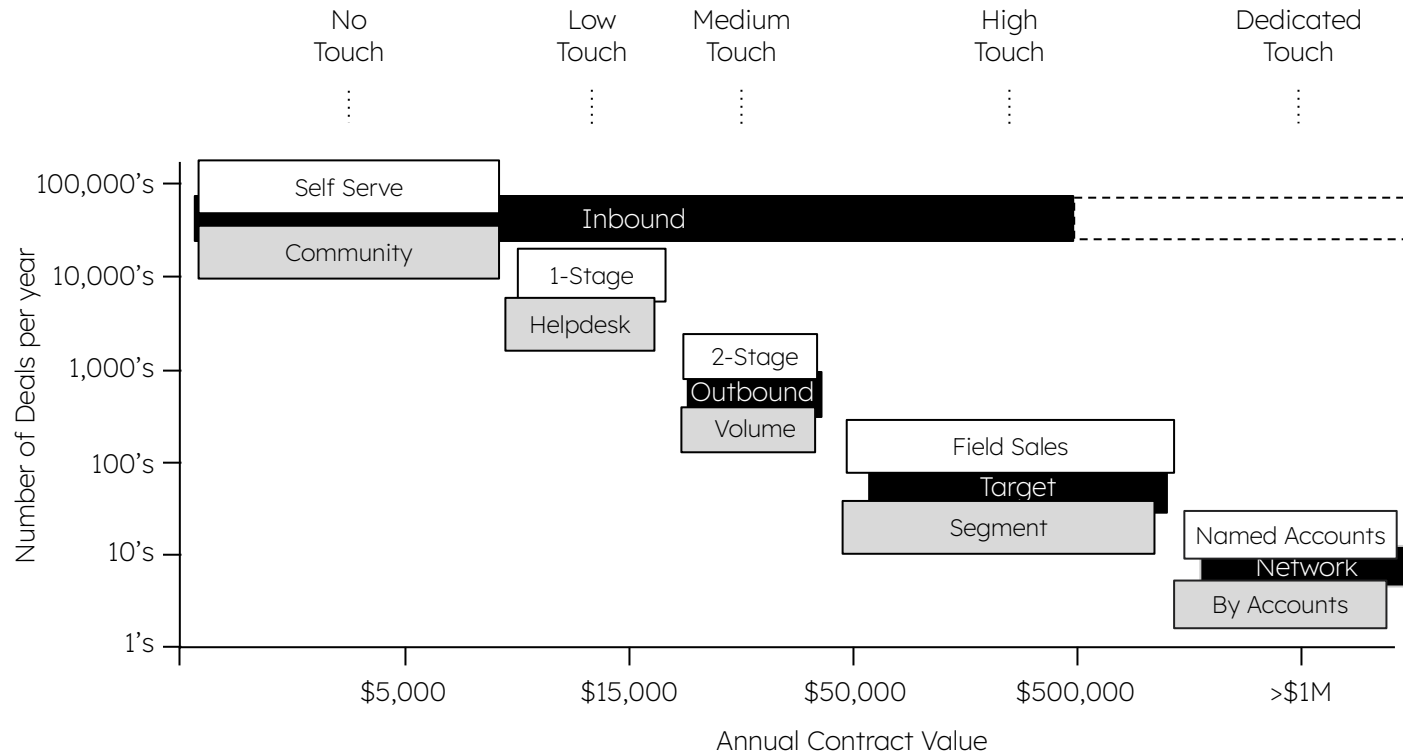 No
Touch
Low
Touch
Medium
Touch
High
Touch
Dedicated
Touch
Number of Deals per year
100,000's
10,000's
1,000's
100's
10's
1's
Self Serve
Inbound
Community
1-Stage
Helpdesk
2-Stage
Outbound
Volume
Field Sales
Target
Segment
Named Accounts
Network
By Accounts
$5,000
$15,000
$50,000
$500,000
>$1M
Annual Contract Value